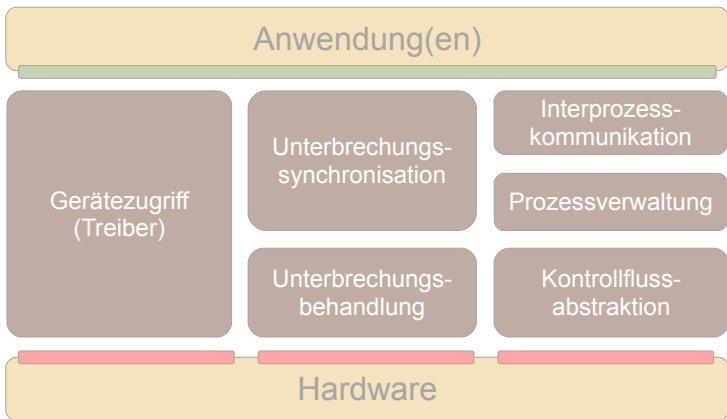 Anwendung(en)
Gerätezugriff
(Treiber)
Unterbrechungs-
synchronisation
Unterbrechungs-
behandlung
Interprozess-
kommunikation
Prozessverwaltung
Kontrollfluss-
abstraktion
Hardware